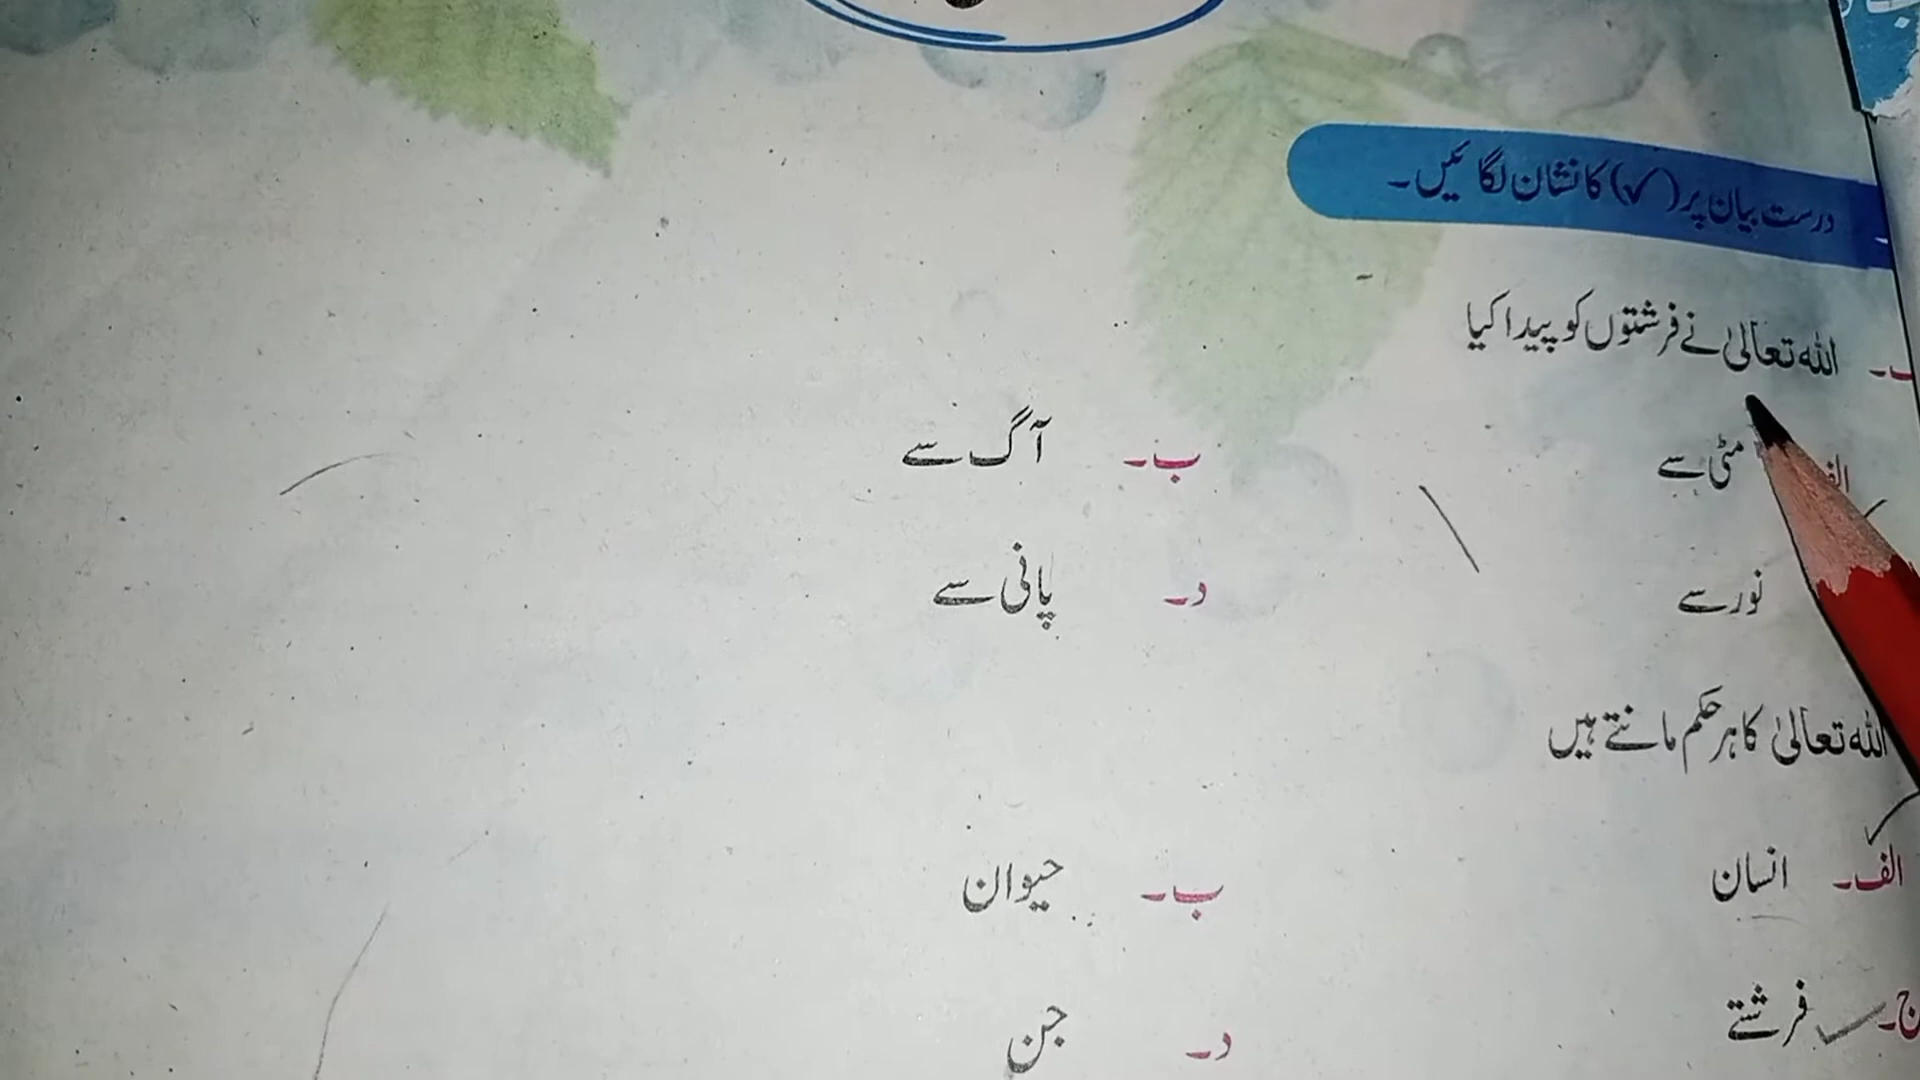 درست بیان پر (✓) کا نشان لگائیں۔
اللہ تعالیٰ نے فرشتوں کو پیدا کیا
الف مٹی سے ب۔ آگ سے
نور سے د۔ پانی سے
اللہ تعالیٰ کا ہر حکم مانتے ہیں
الف۔ انسان ب۔ حیوان
ج۔ فرشتے د۔ جن